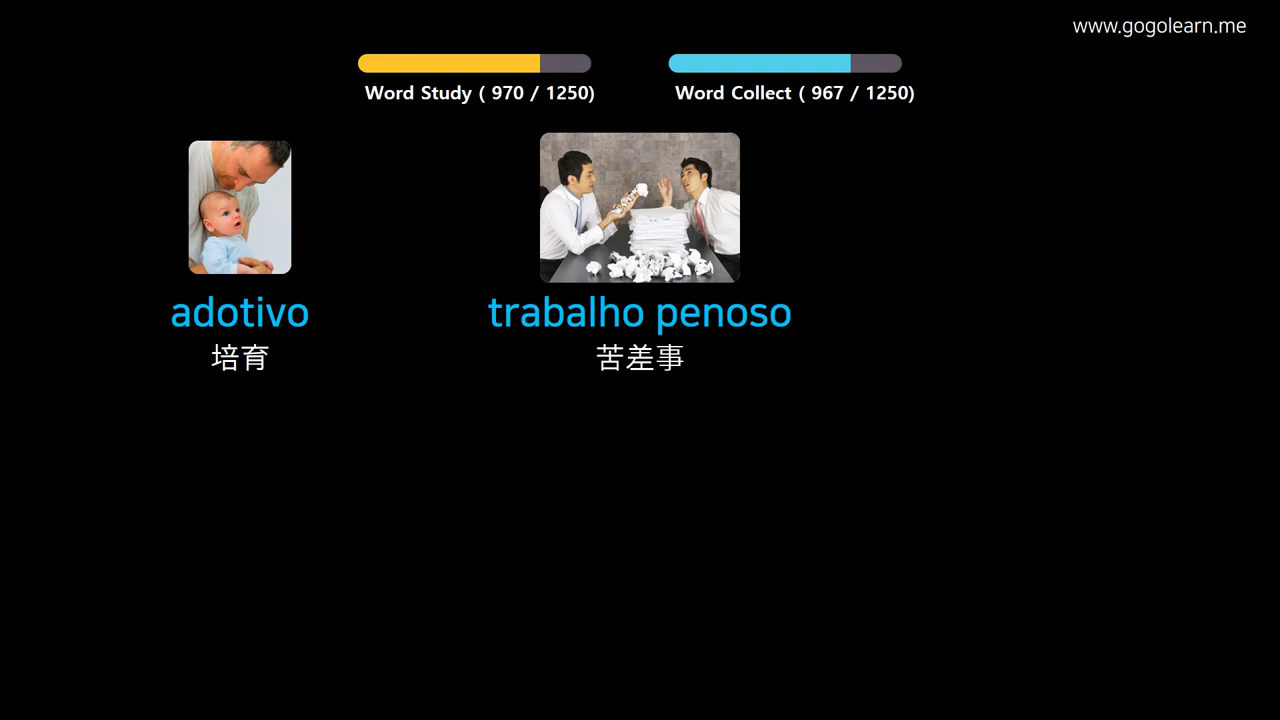 www.gogolearn.me
Word Study ( 970 / 1250)
Word Collect ( 967 / 1250)
adotivo
培育
trabalho penoso
苦差事